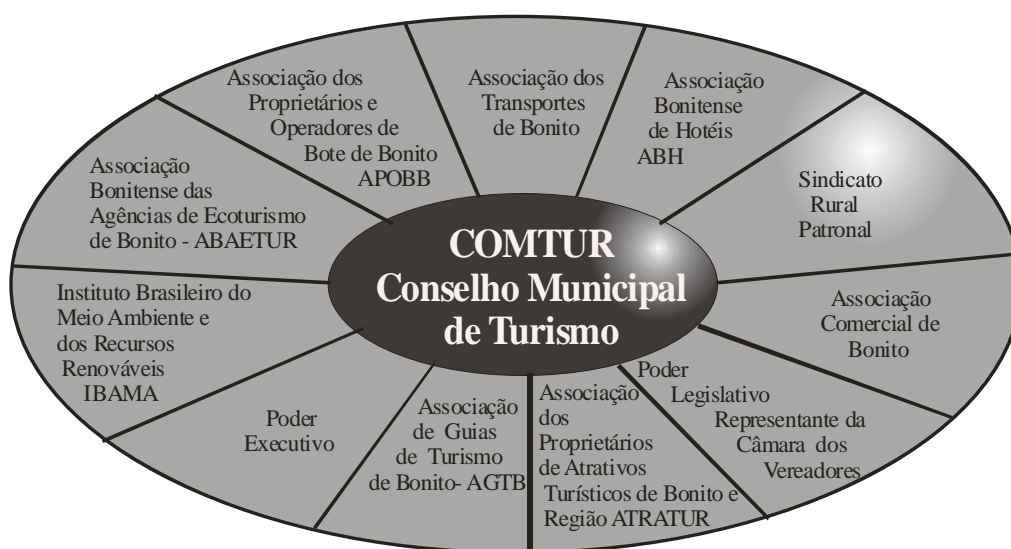 Associação dos
Proprietários e
Operadores de
Bote de Bonito
APOBB
Associação dos
Transportes
de Bonito
Associação
Bonitense
de Hotéis
ABH
Sindicato
Rural
Patronal
Associação
Comercial de
Bonito
Poder
Legislativo
Representante da
Câmara dos
Vereadores
Associação
dos
Proprietários
de Atrativos
Turísticos de Bonito e
Região ATRATUR
Associação
de Guias
de Turismo
de Bonito- AGTB
Poder
Executivo
Instituto Brasileiro do
Meio Ambiente e
dos Recursos
Renováveis
IBAMA
Associação
Bonitense das
Agências de Ecoturismo
de Bonito - ABAETUR
COMTUR
Conselho Municipal
de Turismo